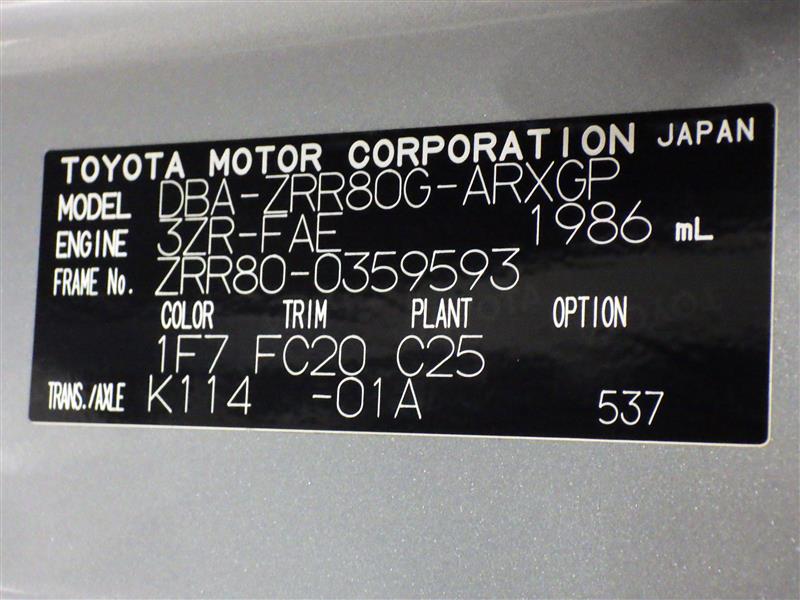 TOYOTA MOTOR CORPORATION JAPAN
MODEL DBA-ZRR80G-ARXGP
ENGINE 3ZR-FAE 1986 mL
FRAME No. ZRR80-0359593
COLOR TRIM PLANT OPTION
1F7 FC20 C25
TRANS./AXLE K114 -01A 537